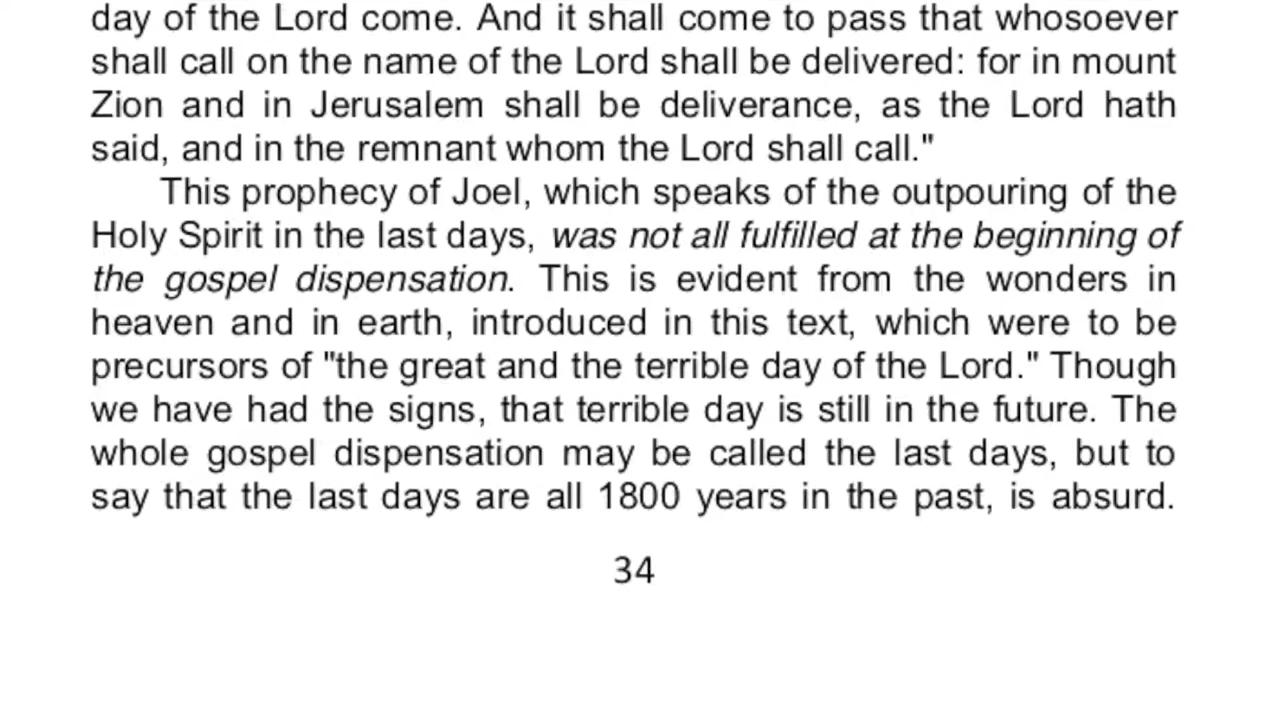 day of the Lord come. And it shall come to pass that whosoever
shall call on the name of the Lord shall be delivered: for in mount
Zion and in Jerusalem shall be deliverance, as the Lord hath
said, and in the remnant whom the Lord shall call."
This prophecy of Joel, which speaks of the outpouring of the
Holy Spirit in the last days, was not all fulfilled at the beginning of
the gospel dispensation. This is evident from the wonders in
heaven and in earth, introduced in this text, which were to be
precursors of "the great and the terrible day of the Lord." Though
we have had the signs, that terrible day is still in the future. The
whole gospel dispensation may be called the last days, but to
say that the last days are all 1800 years in the past, is absurd.
34